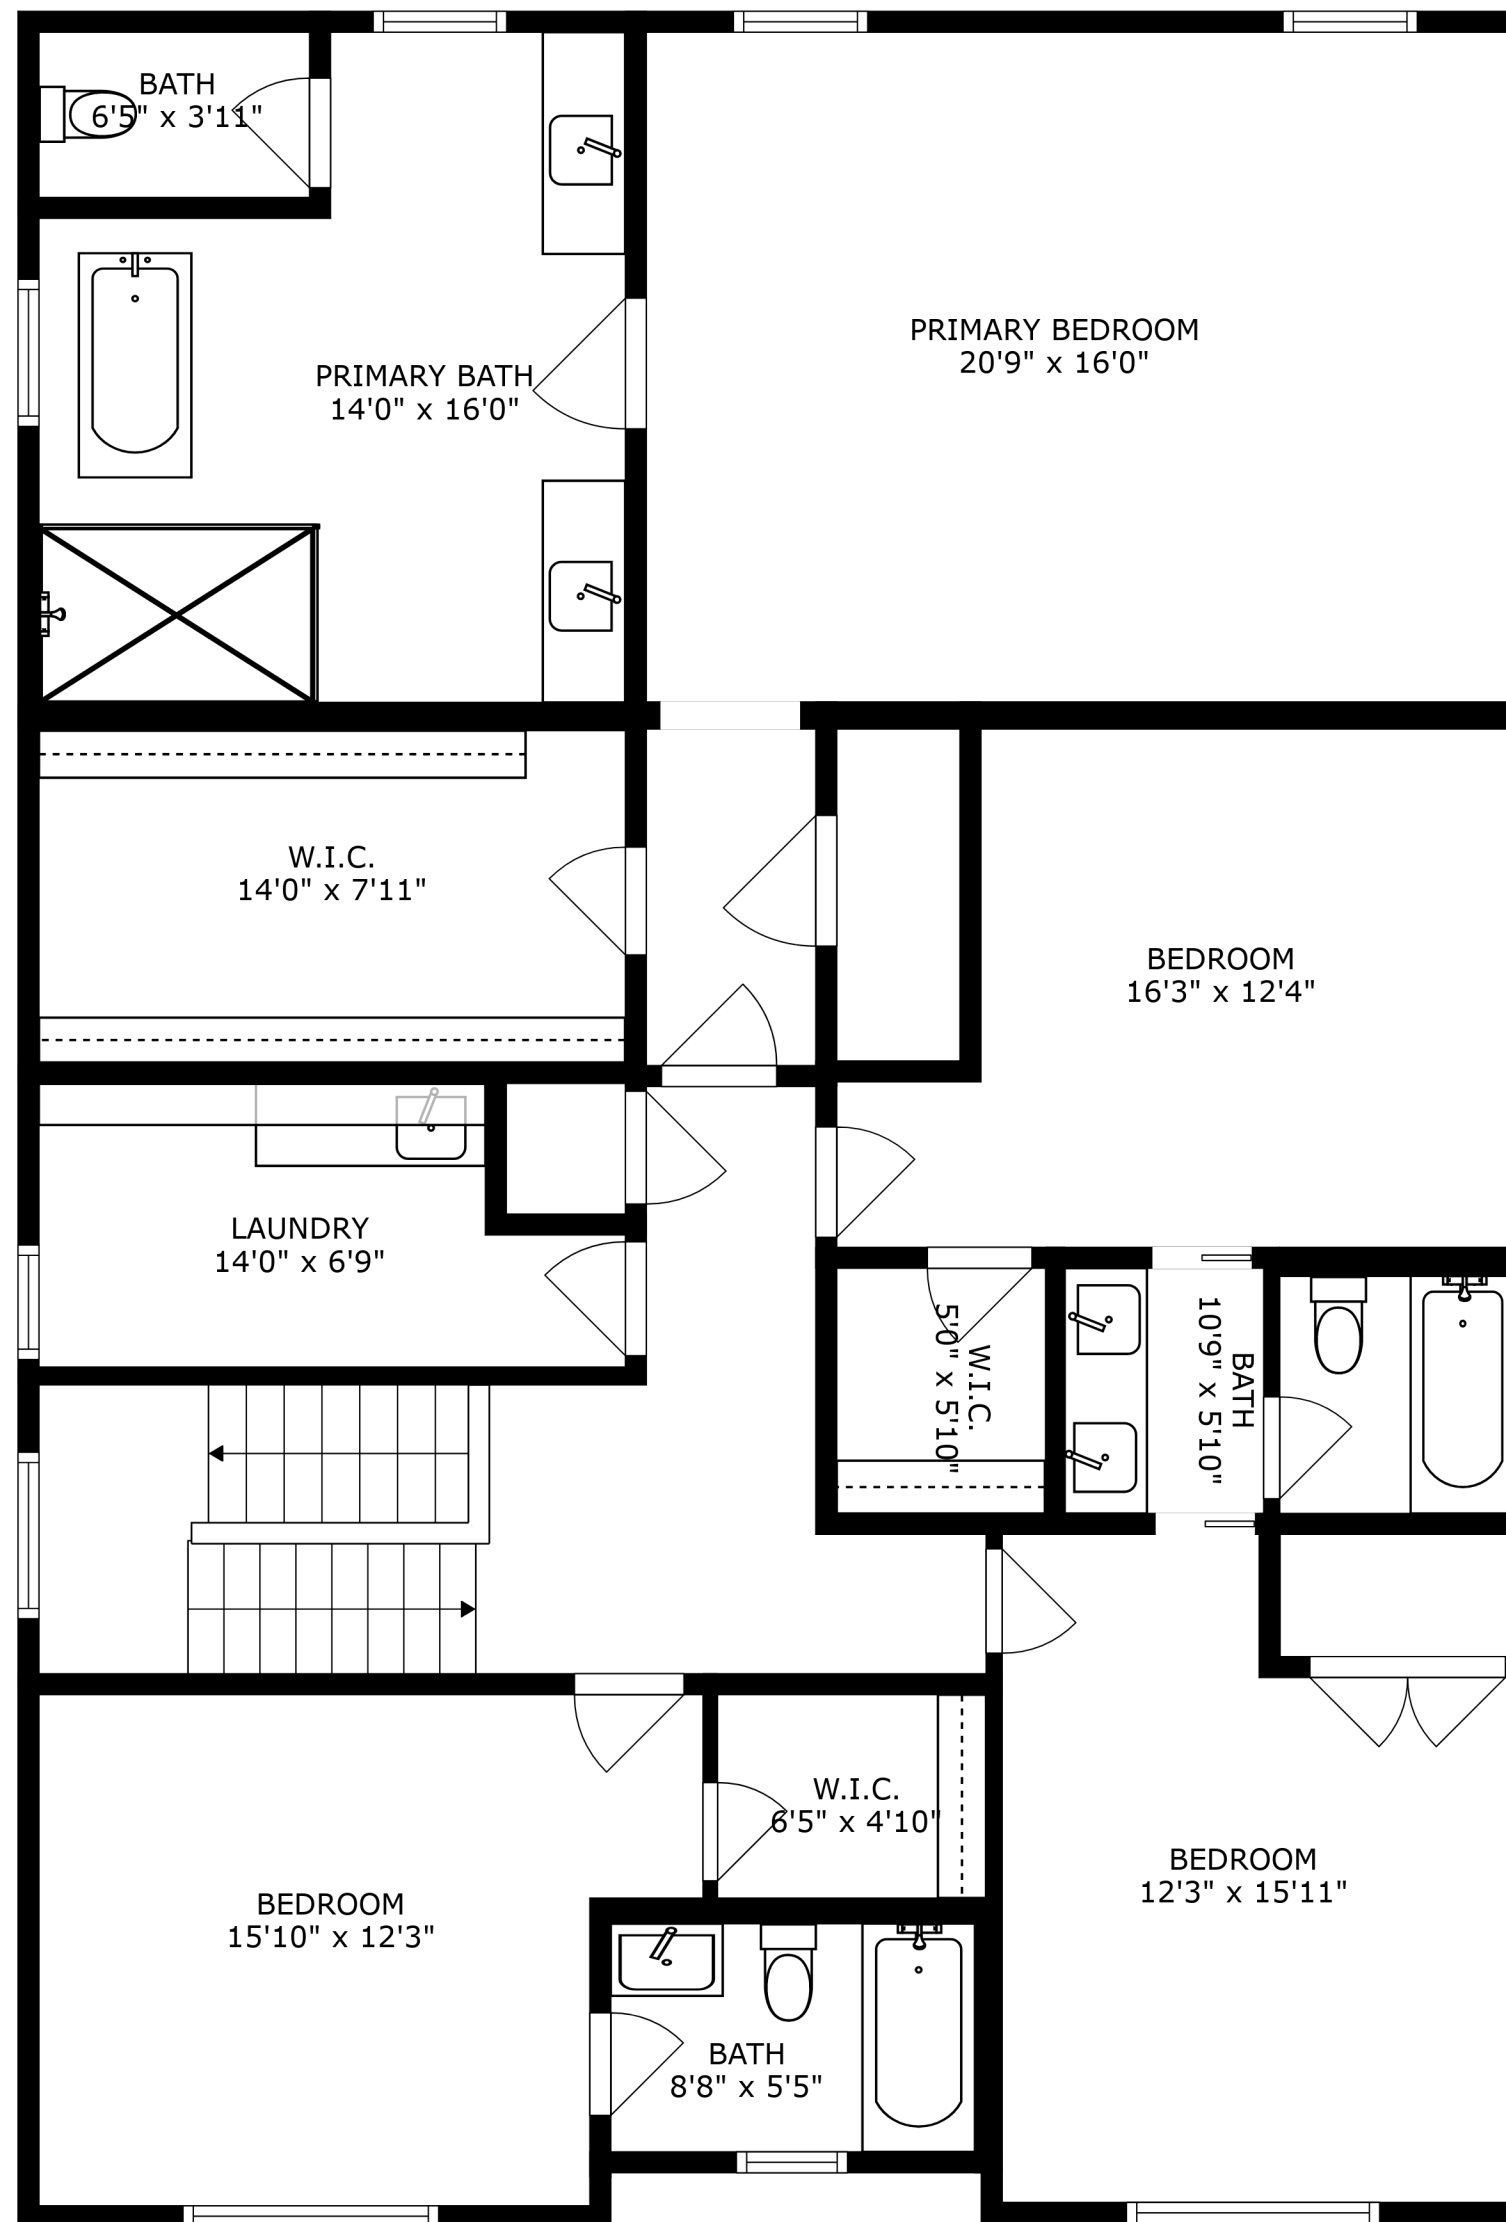 BATH
6'5" x 3'11"
PRIMARY BEDROOM
20'9" x 16'0"
PRIMARY BATH
14'0" x 16'0"
W.I.C.
14'0" x 7'11"
BEDROOM
16'3" x 12'4"
LAUNDRY
14'0" x 6'9"
W.I.C.
5'0" x 5'10"
BATH
10'9" x 5'10"
W.I.C.
6'5" x 4'10"
BEDROOM
12'3" x 15'11"
BEDROOM
15'10" x 12'3"
BATH
8'8" x 5'5"